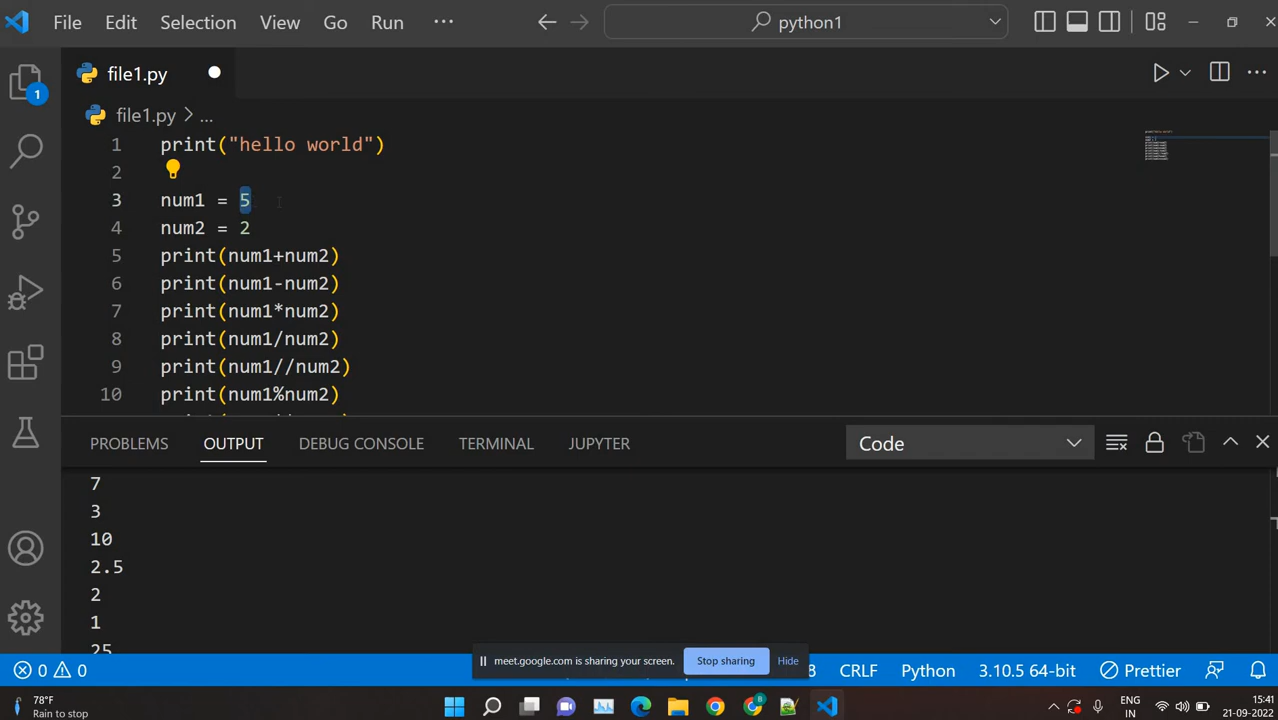 File Edit Selection View Go Run ··· python1
file1.py
file1.py > ...
1 print("hello world")
2
3 num1 = 5
4 num2 = 2
5 print(num1+num2)
6 print(num1-num2)
7 print(num1*num2)
8 print(num1/num2)
9 print(num1//num2)
10 print(num1%num2)
PROBLEMS OUTPUT DEBUG CONSOLE TERMINAL JUPYTER Code
7
3
10
2.5
2
1
25
meet.google.com is sharing your screen. Stop sharing Hide
0 0 8 CRLF Python 3.10.5 64-bit Prettier
1
78°F
Rain to stop
8
ENG
IN
15:41
21-09-2022